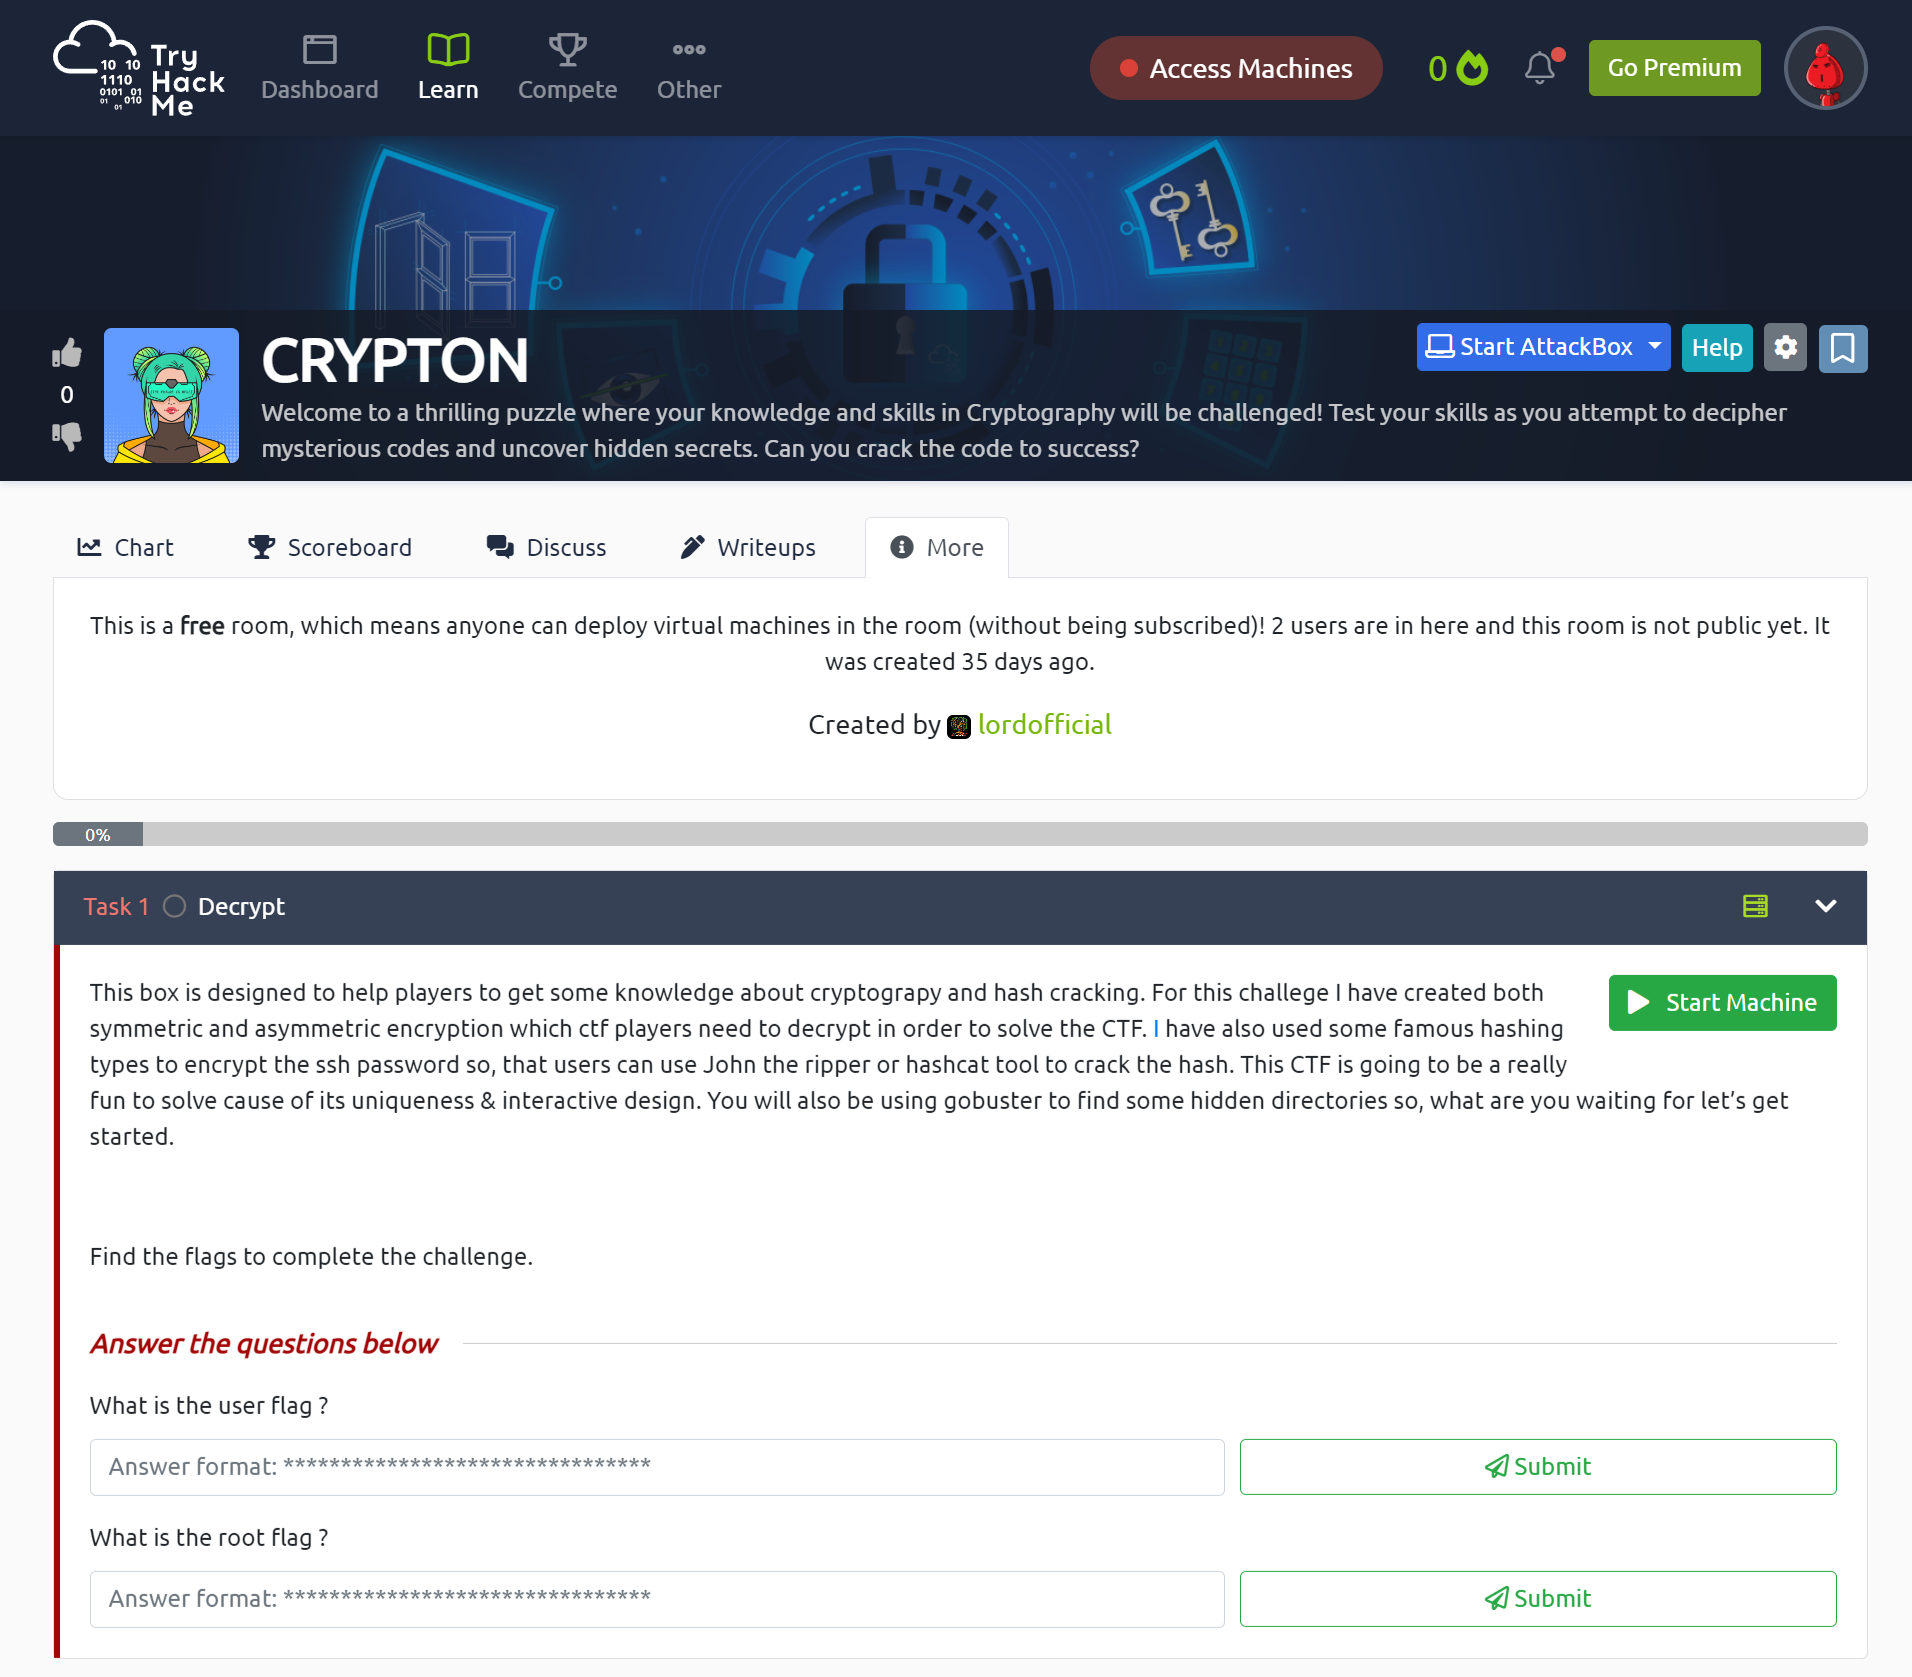 10 10 Try
1110 Hack
0101 01
01 01 010 Me
Dashboard
Learn
Compete
Other
Access Machines
0
Go Premium
0
CRYPTON
Welcome to a thrilling puzzle where your knowledge and skills in Cryptography will be challenged! Test your skills as you attempt to decipher
mysterious codes and uncover hidden secrets. Can you crack the code to success?
Start AttackBox
Help
Chart
Scoreboard
Discuss
Writeups
More
This is a free room, which means anyone can deploy virtual machines in the room (without being subscribed)! 2 users are in here and this room is not public yet. It
was created 35 days ago.
Created by lordofficial
0%
Task 1 Decrypt
This box is designed to help players to get some knowledge about cryptograpy and hash cracking. For this challege I have created both
symmetric and asymmetric encryption which ctf players need to decrypt in order to solve the CTF. I have also used some famous hashing
types to encrypt the ssh password so, that users can use John the ripper or hashcat tool to crack the hash. This CTF is going to be a really
fun to solve cause of its uniqueness & interactive design. You will also be using gobuster to find some hidden directories so, what are you waiting for let’s get
started.
Start Machine
Find the flags to complete the challenge.
Answer the questions below
What is the user flag ?
Answer format: ********************************
Submit
What is the root flag ?
Answer format: ********************************
Submit